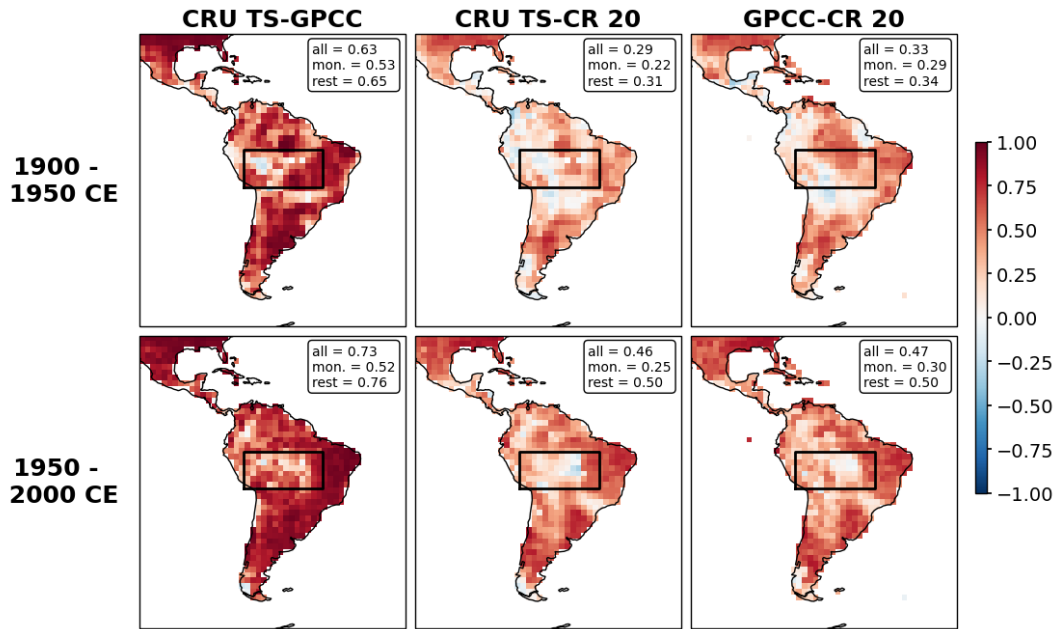 CRU TS-GPCC
CRU TS-CR 20
GPCC-CR 20
1900 -
1950 CE
all = 0.63
mon. = 0.53
rest = 0.65
all = 0.29
mon. = 0.22
rest = 0.31
all = 0.33
mon. = 0.29
rest = 0.34
1950 -
2000 CE
all = 0.73
mon. = 0.52
rest = 0.76
all = 0.46
mon. = 0.25
rest = 0.50
all = 0.47
mon. = 0.30
rest = 0.50
1.00
0.75
0.50
0.25
0.00
−0.25
−0.50
−0.75
−1.00